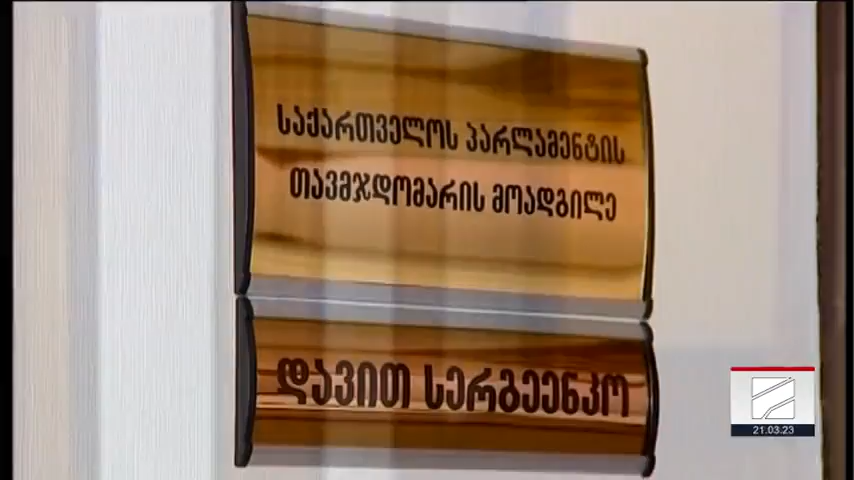 საქართველოს პარლამენტის
თავმჯდომარის მოადგილე
დავით სერგეენკო
21.03.23